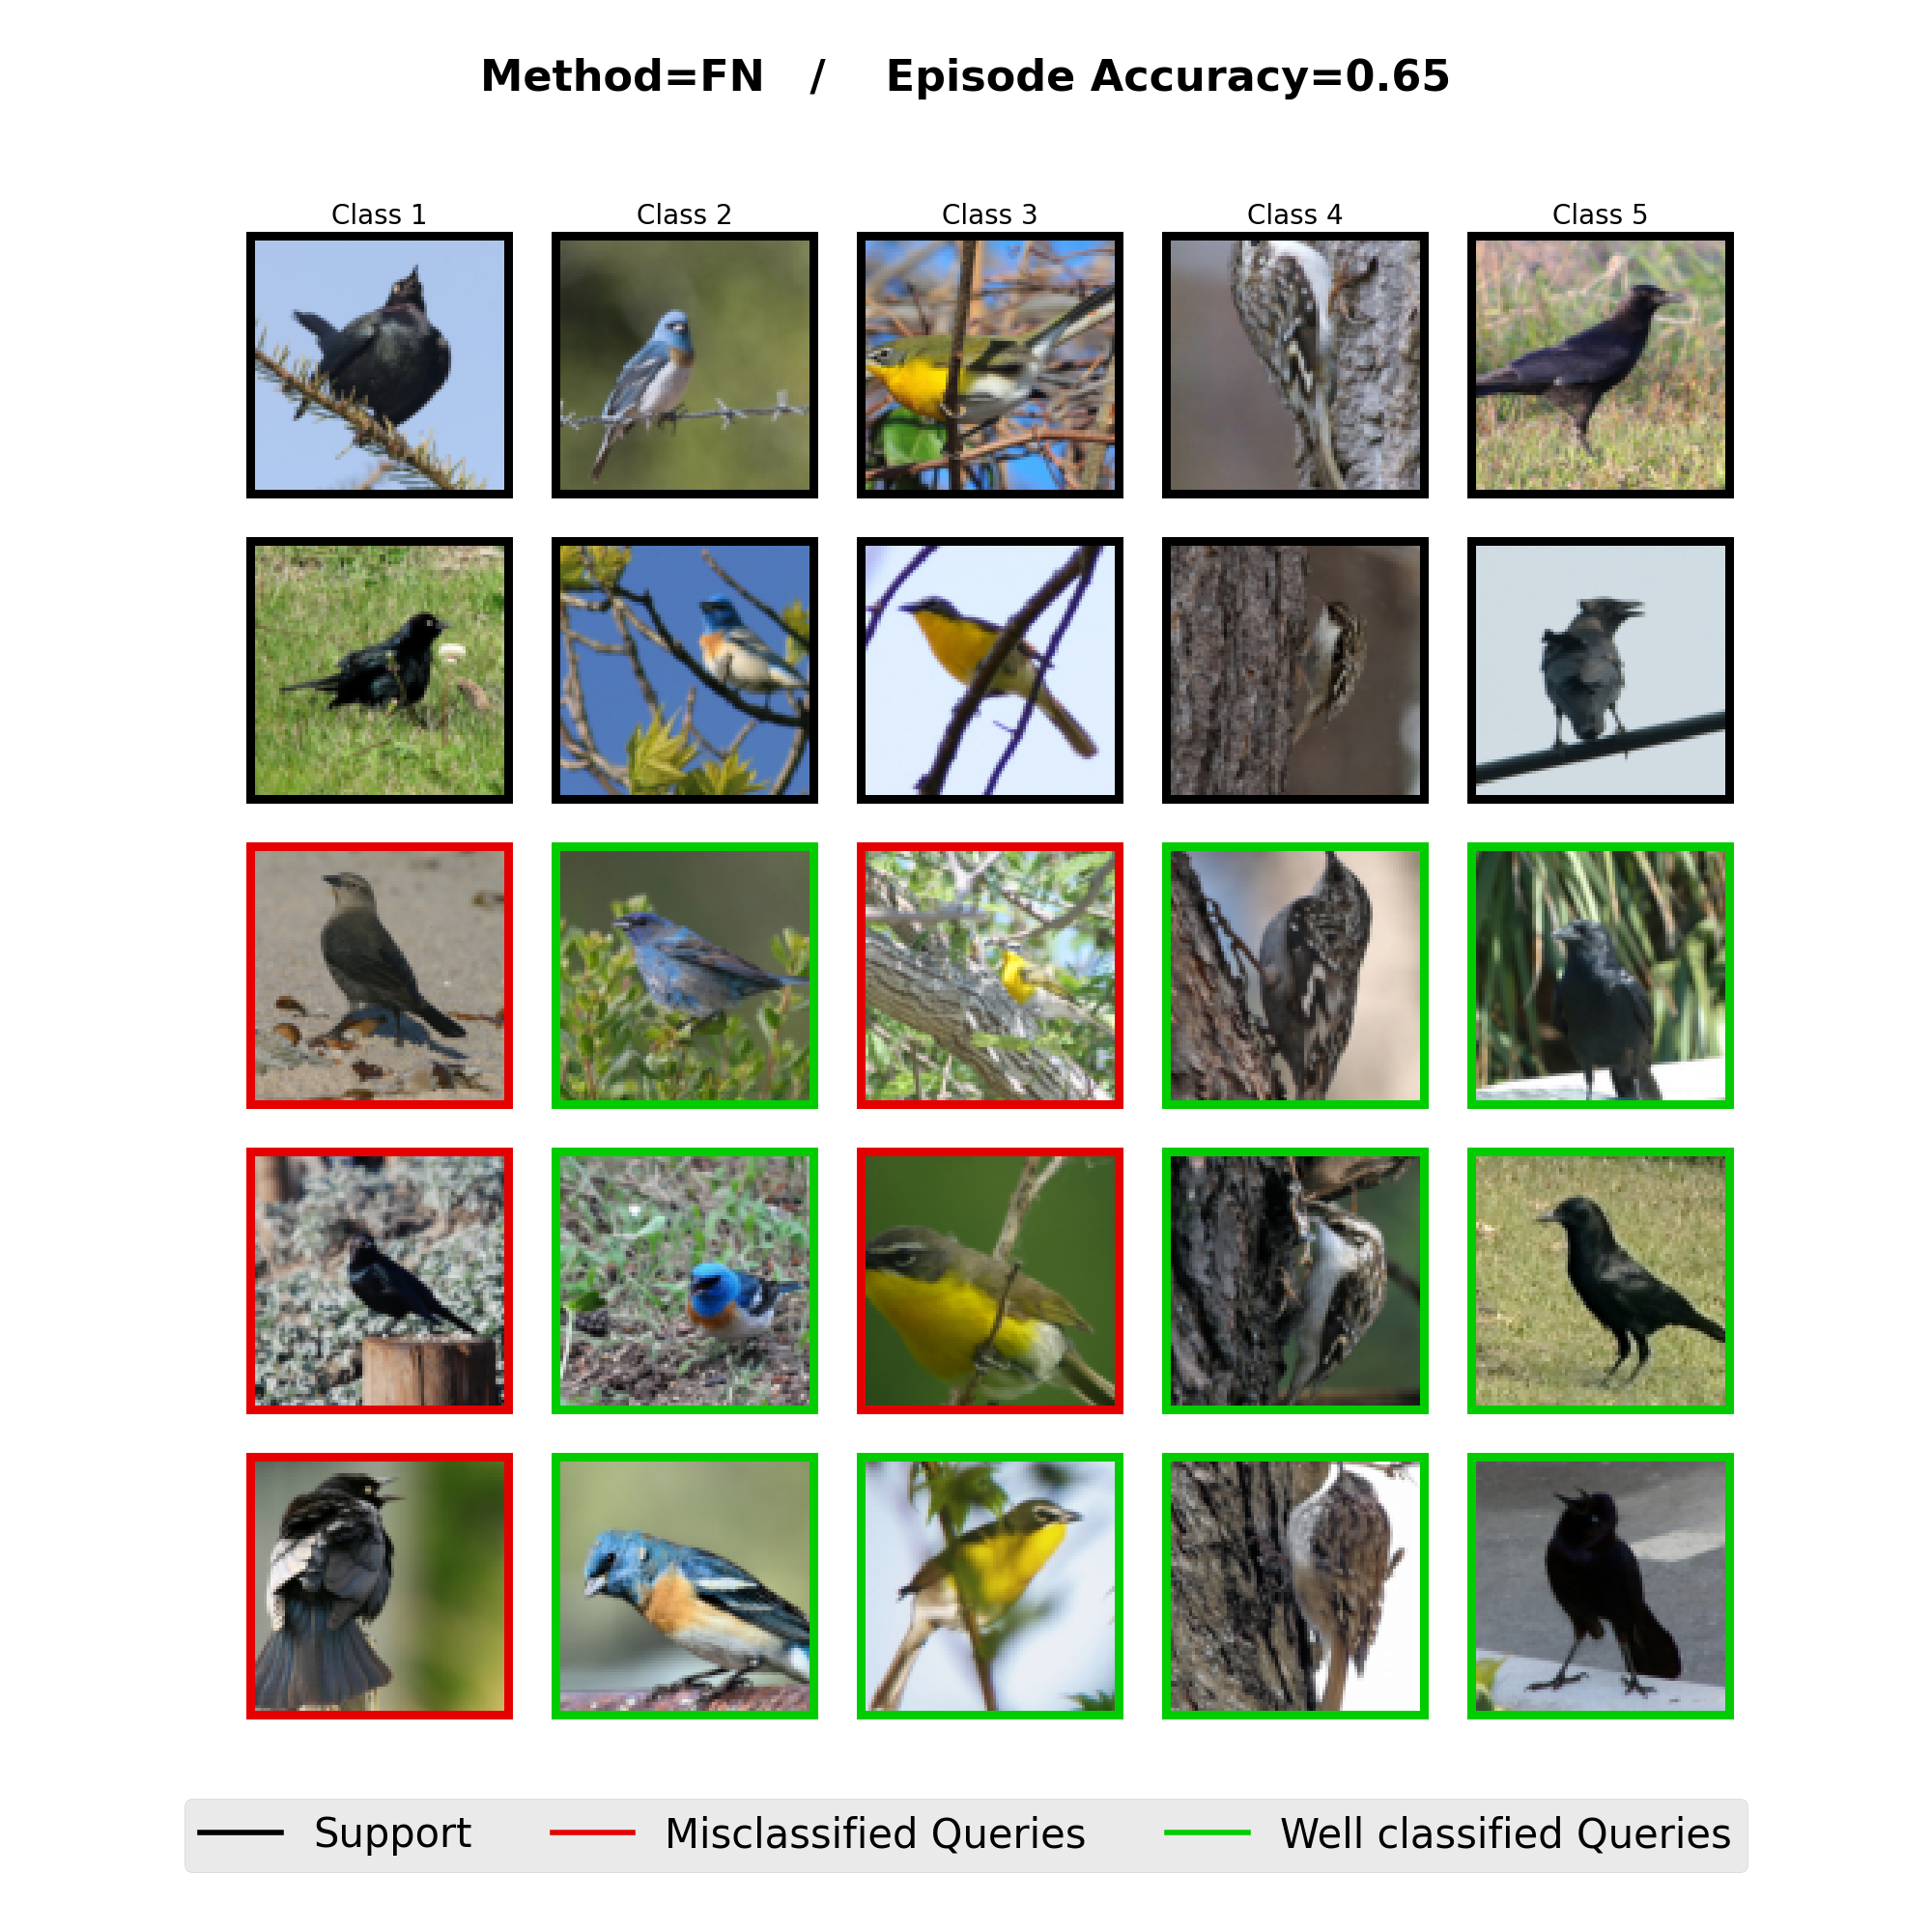 Method=FN / Episode Accuracy=0.65
Class 1 Class 2 Class 3 Class 4 Class 5
Support Misclassified Queries Well classified Queries